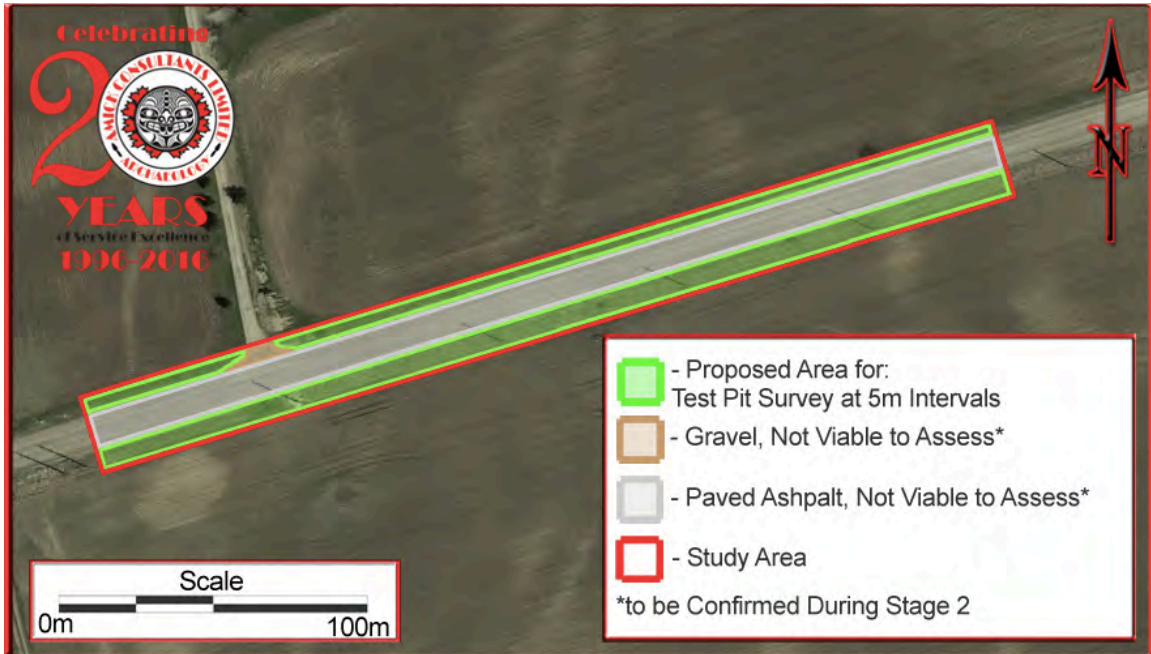 Celebrating
20
AMICK CONSULTANTS LIMITED
ARCHAEOLOGY
YEARS
of Service Excellence
1996-2016
N
- Proposed Area for:
Test Pit Survey at 5m Intervals
- Gravel, Not Viable to Assess*
- Paved Ashpalt, Not Viable to Assess*
- Study Area
*to be Confirmed During Stage 2
Scale
0m 100m